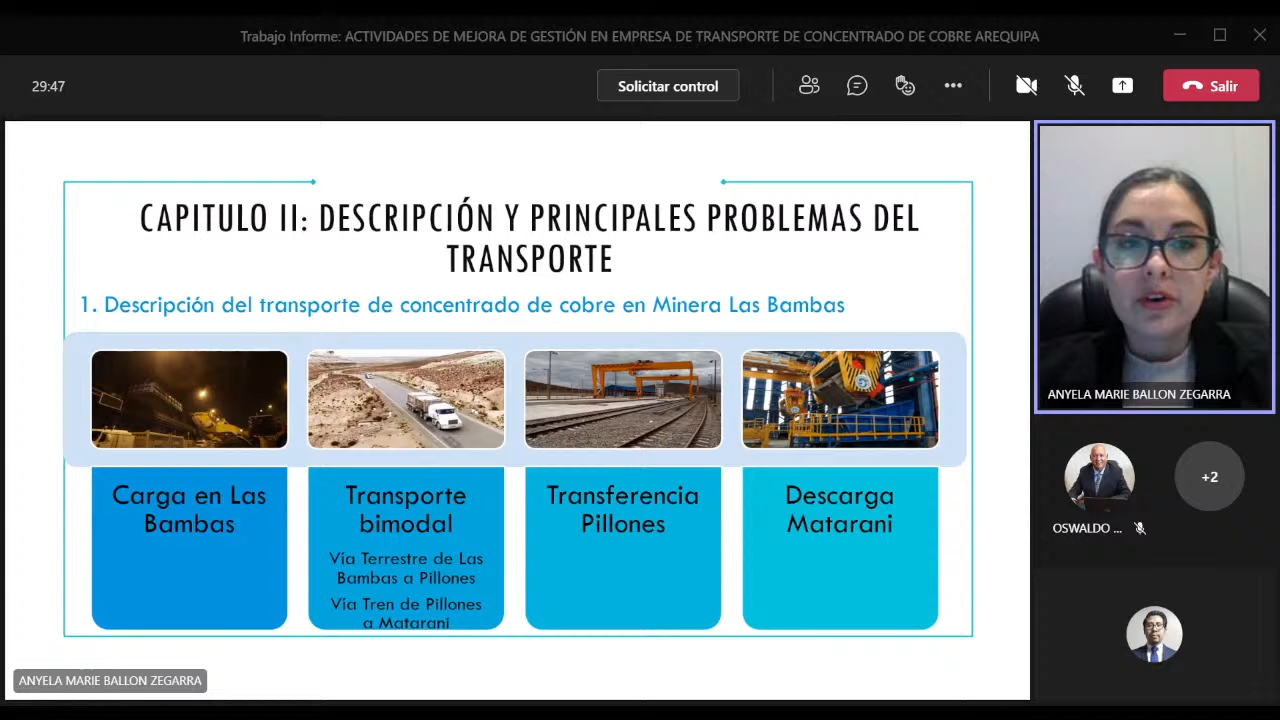 Trabajo Informe: ACTIVIDADES DE MEJORA DE GESTIÓN EN EMPRESA DE TRANSPORTE DE CONCENTRADO DE COBRE AREQUIPA
29:47
Solicitar control
Salir
CAPITULO II: DESCRIPCIÓN Y PRINCIPALES PROBLEMAS DEL
TRANSPORTE
1. Descripción del transporte de concentrado de cobre en Minera Las Bambas
Carga en Las
Bambas
Transporte
bimodal
Vía Terrestre de Las
Bambas a Pillones
Vía Tren de Pillones
a Matarani
Transferencia
Pillones
Descarga
Matarani
ANYELA MARIE BALLON ZEGARRA
ANYELA MARIE BALLON ZEGARRA
+2
OSWALDO ...